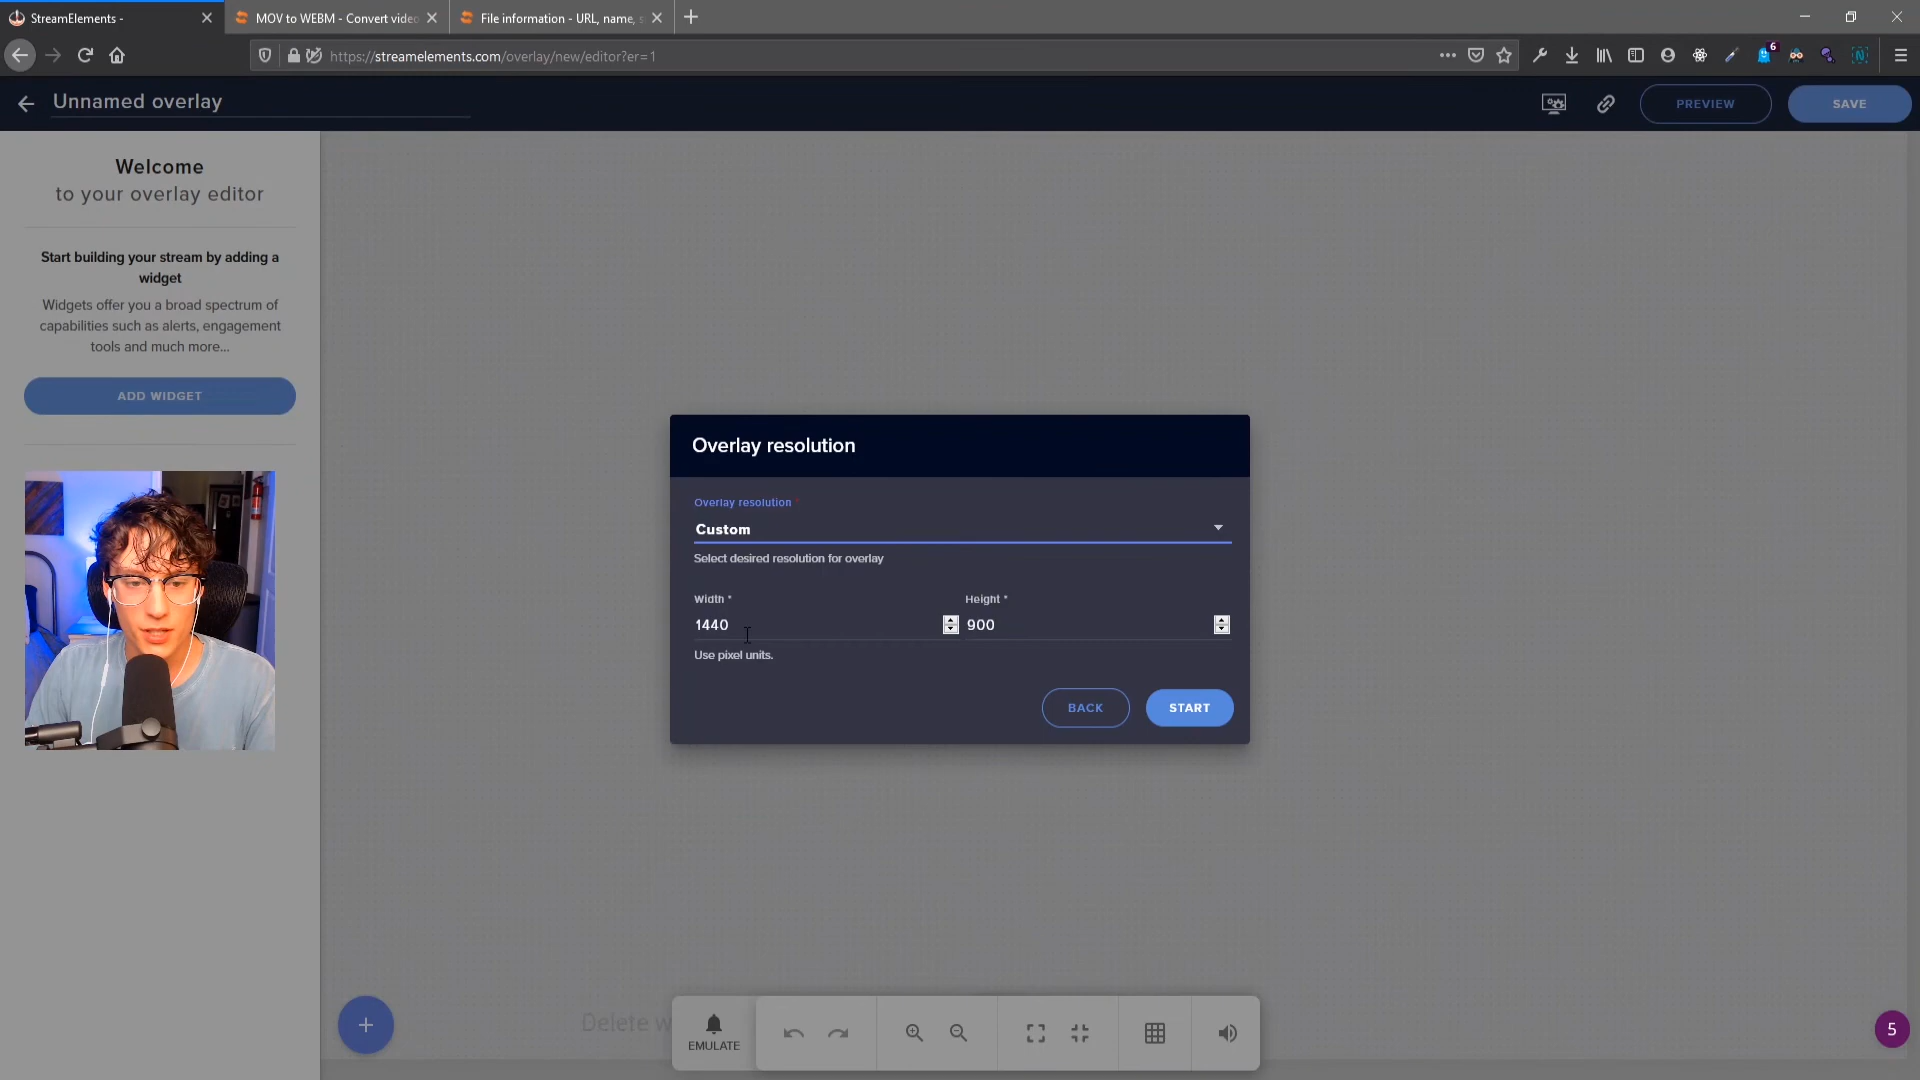 StreamElements -
MOV to WEBM - Convert video
File information - URL, name, s
https://streamelements.com/overlay/new/editor?er=1
6
Unnamed overlay
PREVIEW
SAVE
Welcome
to your overlay editor
Start building your stream by adding a
widget
Widgets offer you a broad spectrum of
capabilities such as alerts, engagement
tools and much more...
ADD WIDGET
Overlay resolution
Overlay resolution *
Custom
Select desired resolution for overlay
Width *
Height *
1440
900
Use pixel units.
BACK
START
Delete w
EMULATE
5